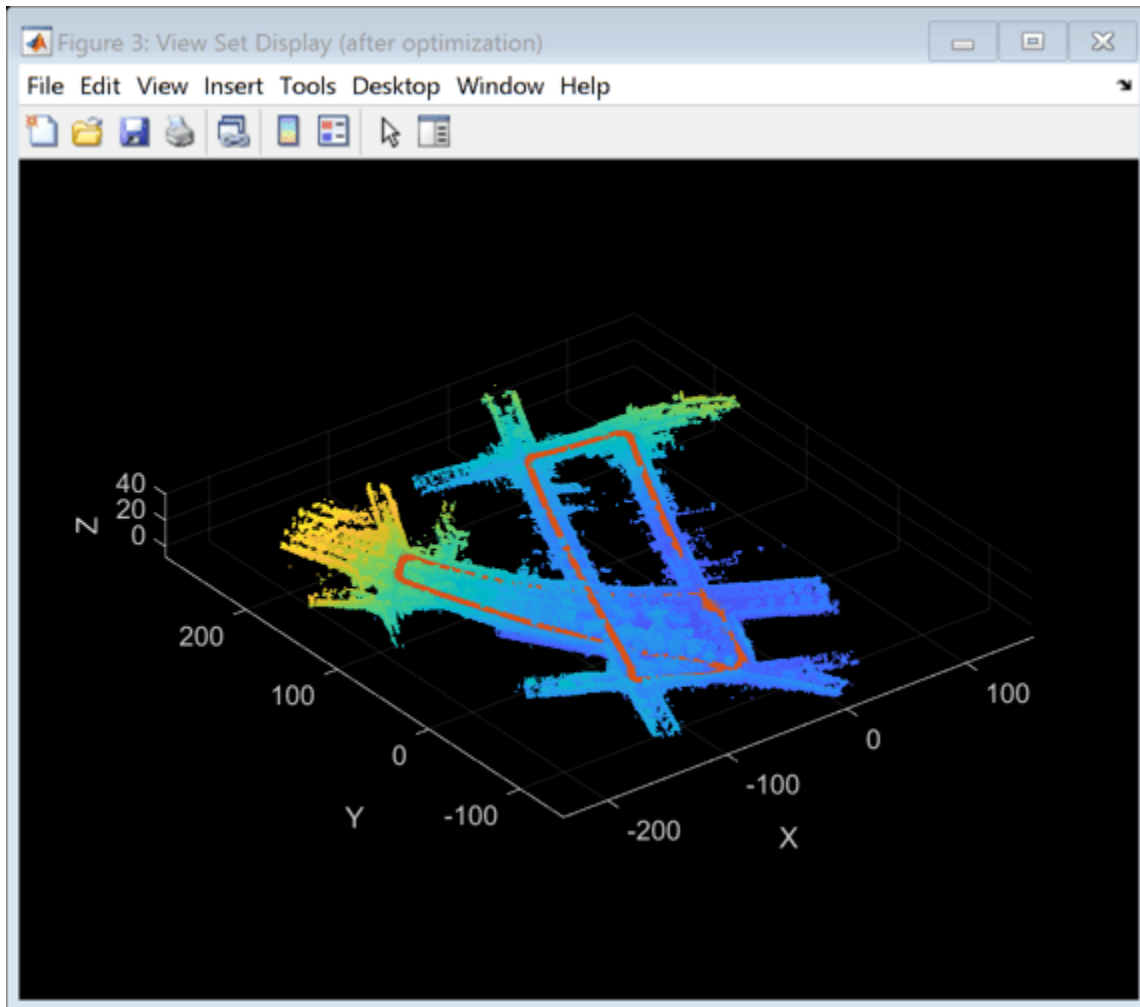 Figure 3: View Set Display (after optimization)
File Edit View Insert Tools Desktop Window Help
40
20
0
Z
200
100
0
-100
Y
100
0
-100
-200
X